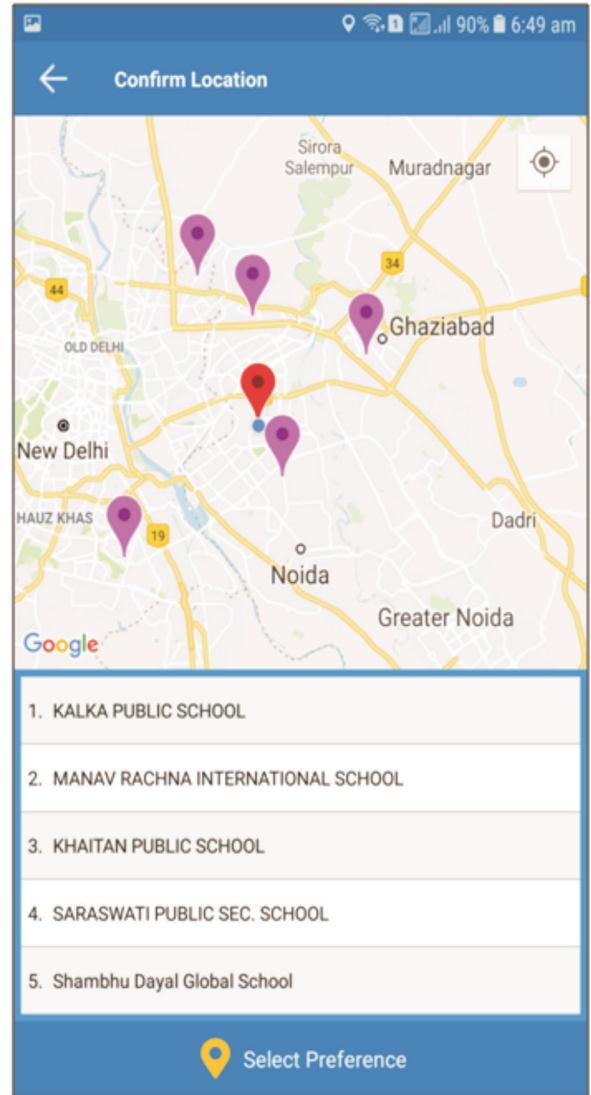 90% 6:49 am
Confirm Location
Sirora
Salempur
Muradnagar
34
44
Ghaziabad
OLD DELHI
New Delhi
HAUZ KHAS
19
Dadri
Noida
Greater Noida
Google
1. KALKA PUBLIC SCHOOL
2. MANAV RACHNA INTERNATIONAL SCHOOL
3. KHAITAN PUBLIC SCHOOL
4. SARASWATI PUBLIC SEC. SCHOOL
5. Shambhu Dayal Global School
Select Preference